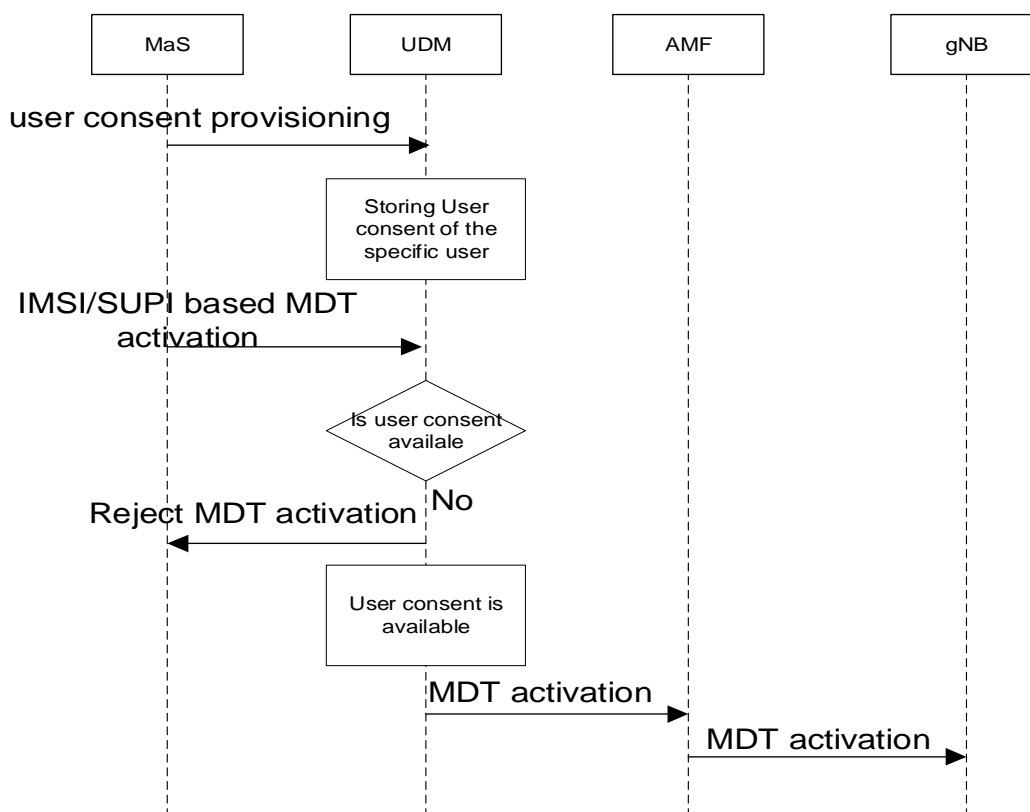 MaS
UDM
AMF
gNB
user consent provisioning
Storing User
consent of the
specific user
IMSI/SUPI based MDT
activation
Is user consent
availale
No
Reject MDT activation
User consent is
available
MDT activation
MDT activation